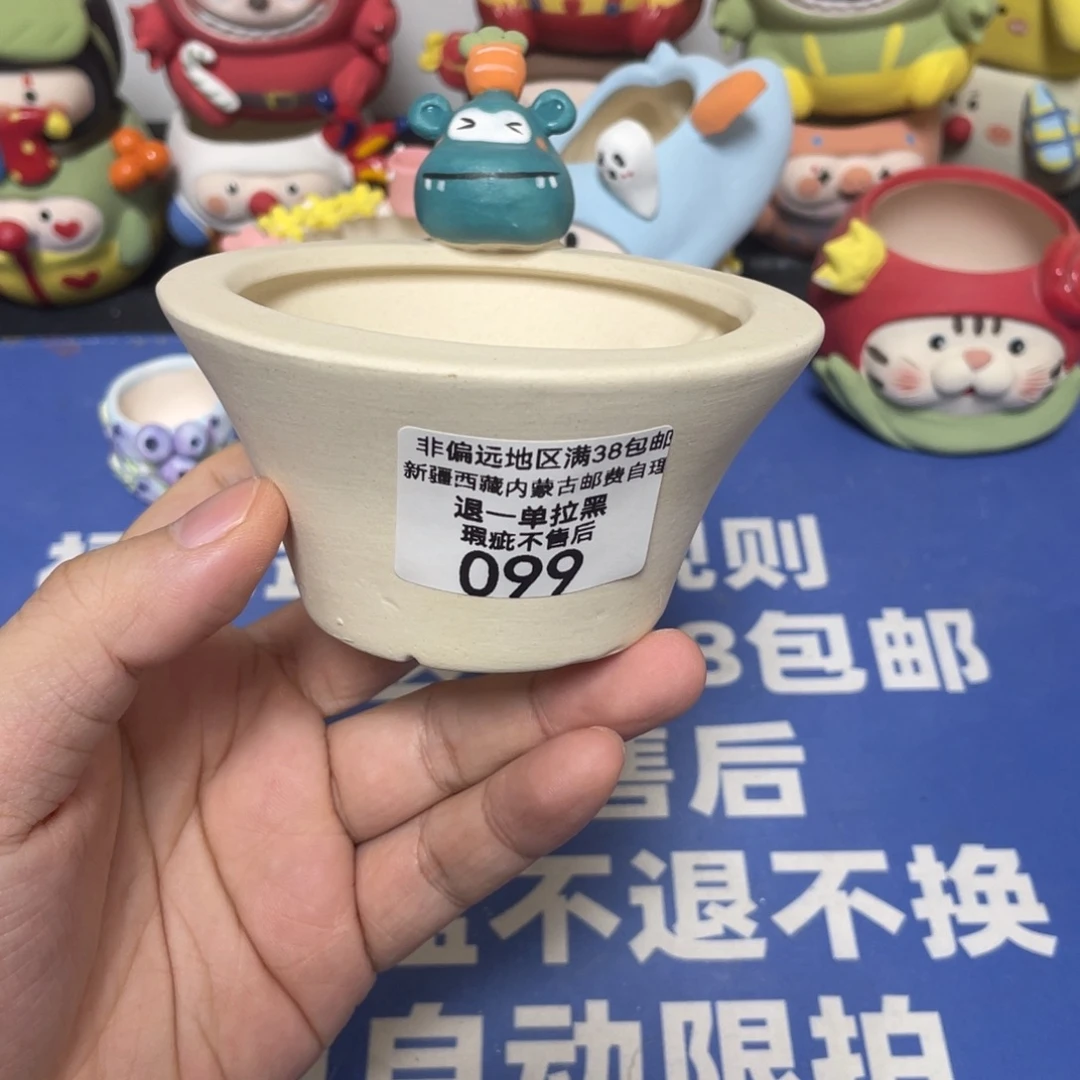 非偏远地区满38包邮
新疆西藏内蒙古邮费自理
退一单拉黑
瑕疵不售后
099
规则
8包邮
售后
不退不换
自动限拍